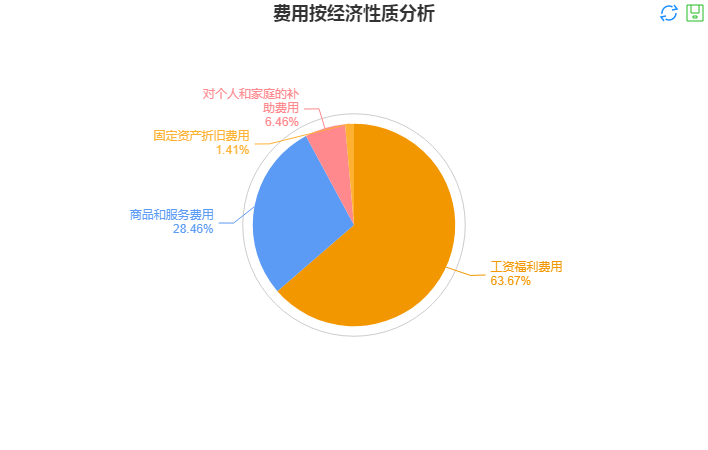 费用按经济性质分析
对个人和家庭的补
助费用
6.46%
固定资产折旧费用
1.41%
商品和服务费用
28.46%
工资福利费用
63.67%